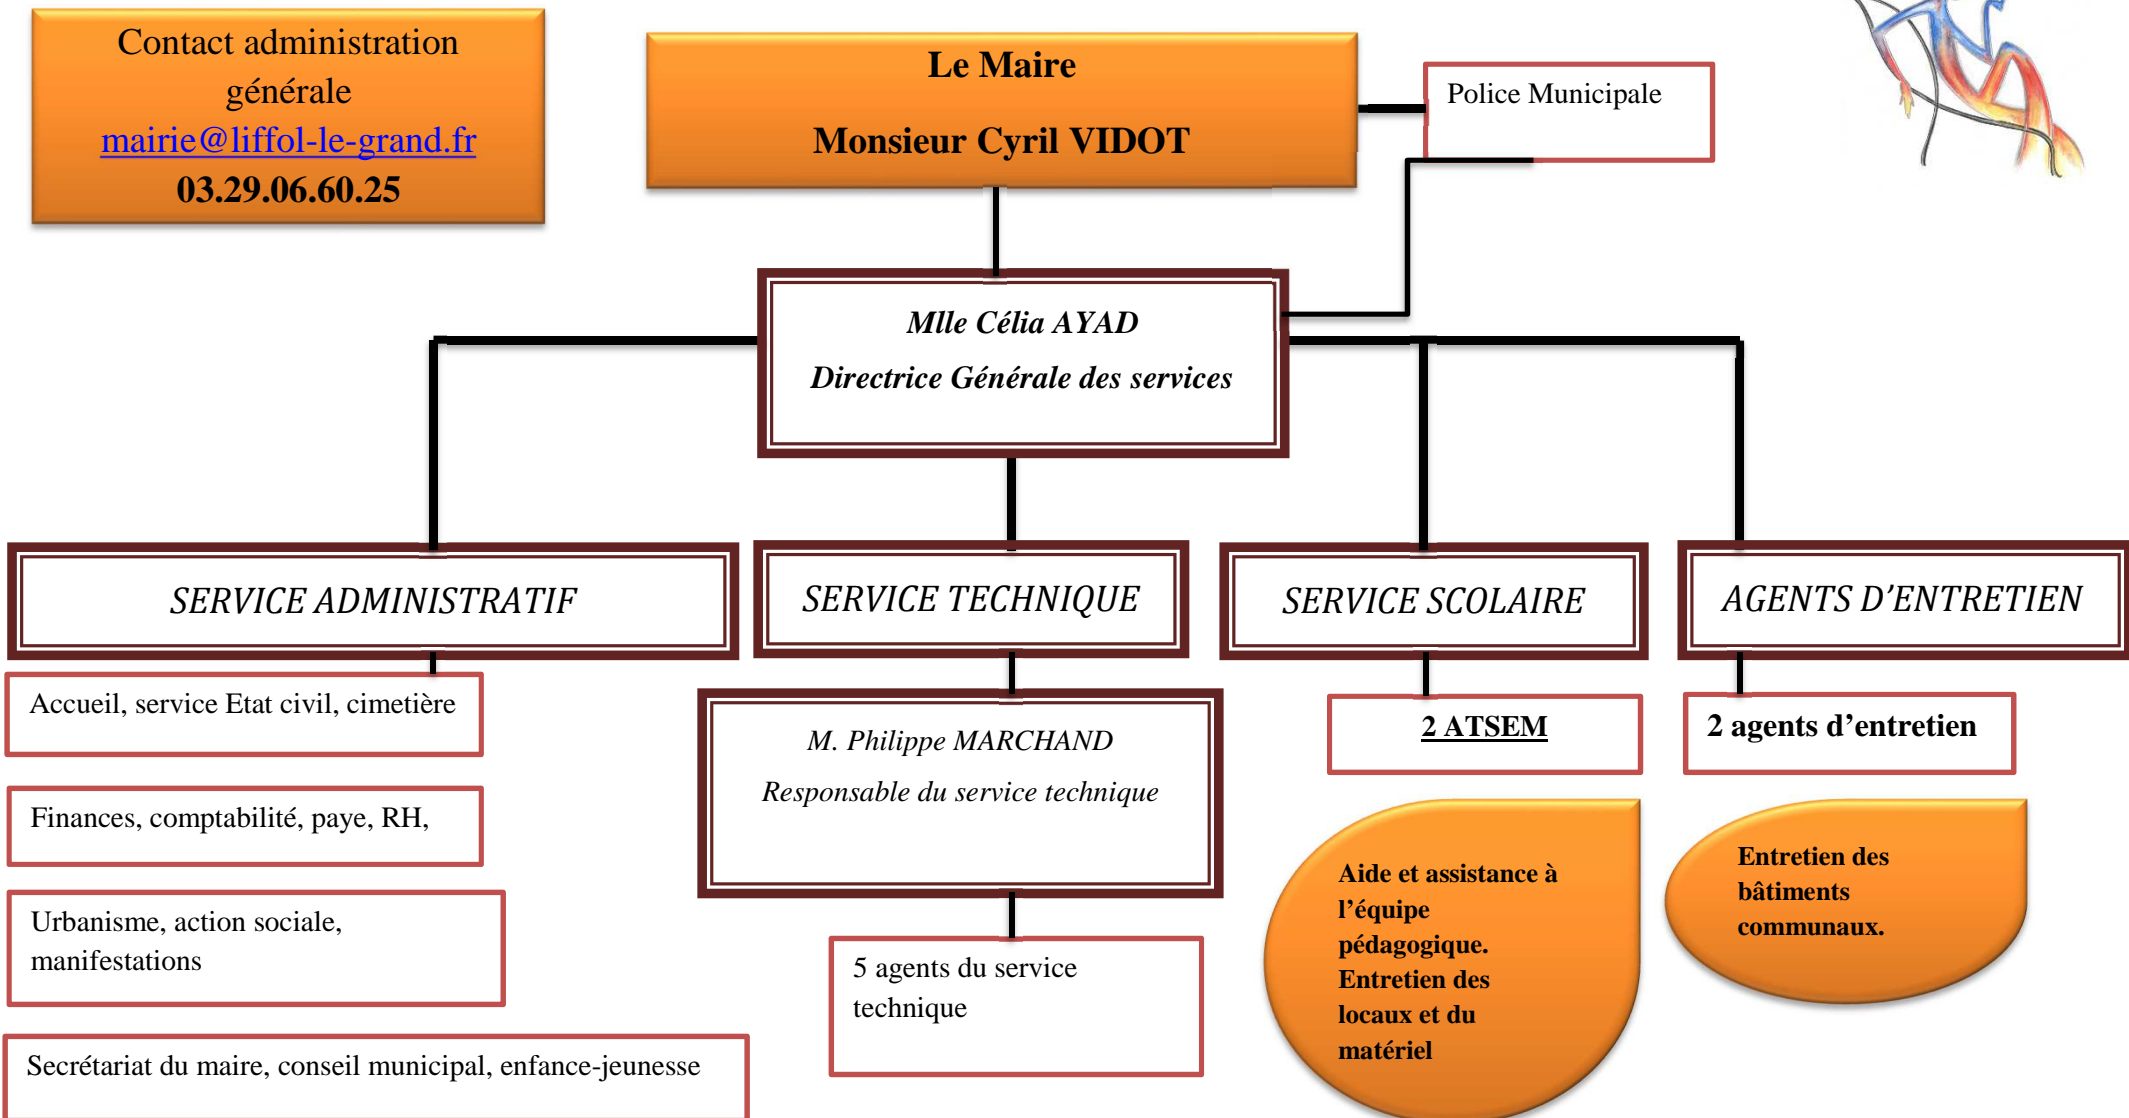 Contact administration
générale
mairie@liffol-le-grand.fr
03.29.06.60.25
Le Maire
Monsieur Cyril VIDOT
Police Municipale
Mlle Célia AYAD
Directrice Générale des services
SERVICE ADMINISTRATIF
SERVICE TECHNIQUE
SERVICE SCOLAIRE
AGENTS D’ENTRETIEN
Accueil, service Etat civil, cimetière
Finances, comptabilité, paye, RH,
Urbanisme, action sociale,
manifestations
Secrétariat du maire, conseil municipal, enfance-jeunesse
M. Philippe MARCHAND
Responsable du service technique
5 agents du service
technique
2 ATSEM
Aide et assistance à
l’équipe
pédagogique.
Entretien des
locaux et du
matériel
2 agents d’entretien
Entretien des
bâtiments
communaux.